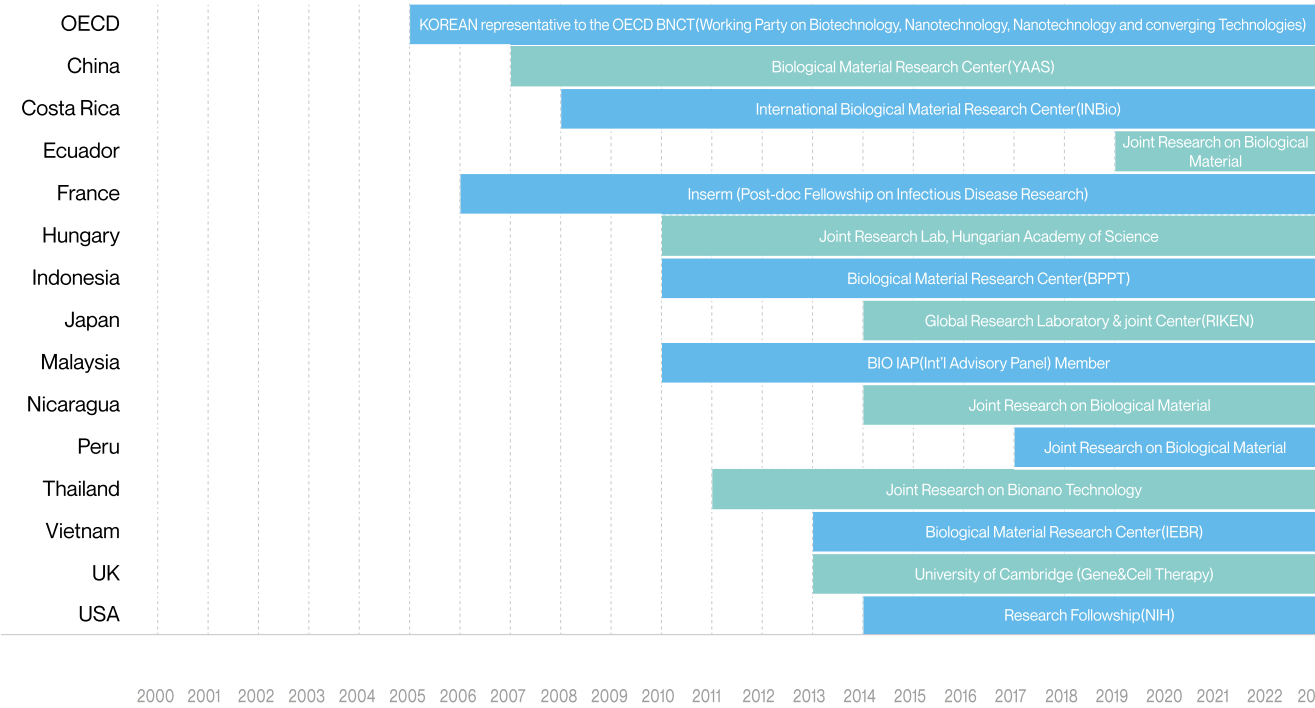 OECD KOREAN representative to the OECD BNCT(Working Party on Biotechnology, Nanotechnology, Nanotechnology and converging Technologies)
China Biological Material Research Center(YAAS)
Costa Rica International Biological Material Research Center(INBio)
Ecuador Joint Research on Biological
Material
France Inserm (Post-doc Fellowship on Infectious Disease Research)
Hungary Joint Research Lab, Hungarian Academy of Science
Indonesia Biological Material Research Center(BPPT)
Japan Global Research Laboratory & joint Center(RIKEN)
Malaysia BIO IAP(Int'l Advisory Panel) Member
Nicaragua Joint Research on Biological Material
Peru Joint Research on Biological Material
Thailand Joint Research on Bionano Technology
Vietnam Biological Material Research Center(IEBR)
UK University of Cambridge (Gene&Cell Therapy)
USA Research Followship(NIH)
2000 2001 2002 2003 2004 2005 2006 2007 2008 2009 2010 2011 2012 2013 2014 2015 2016 2017 2018 2019 2020 2021 2022